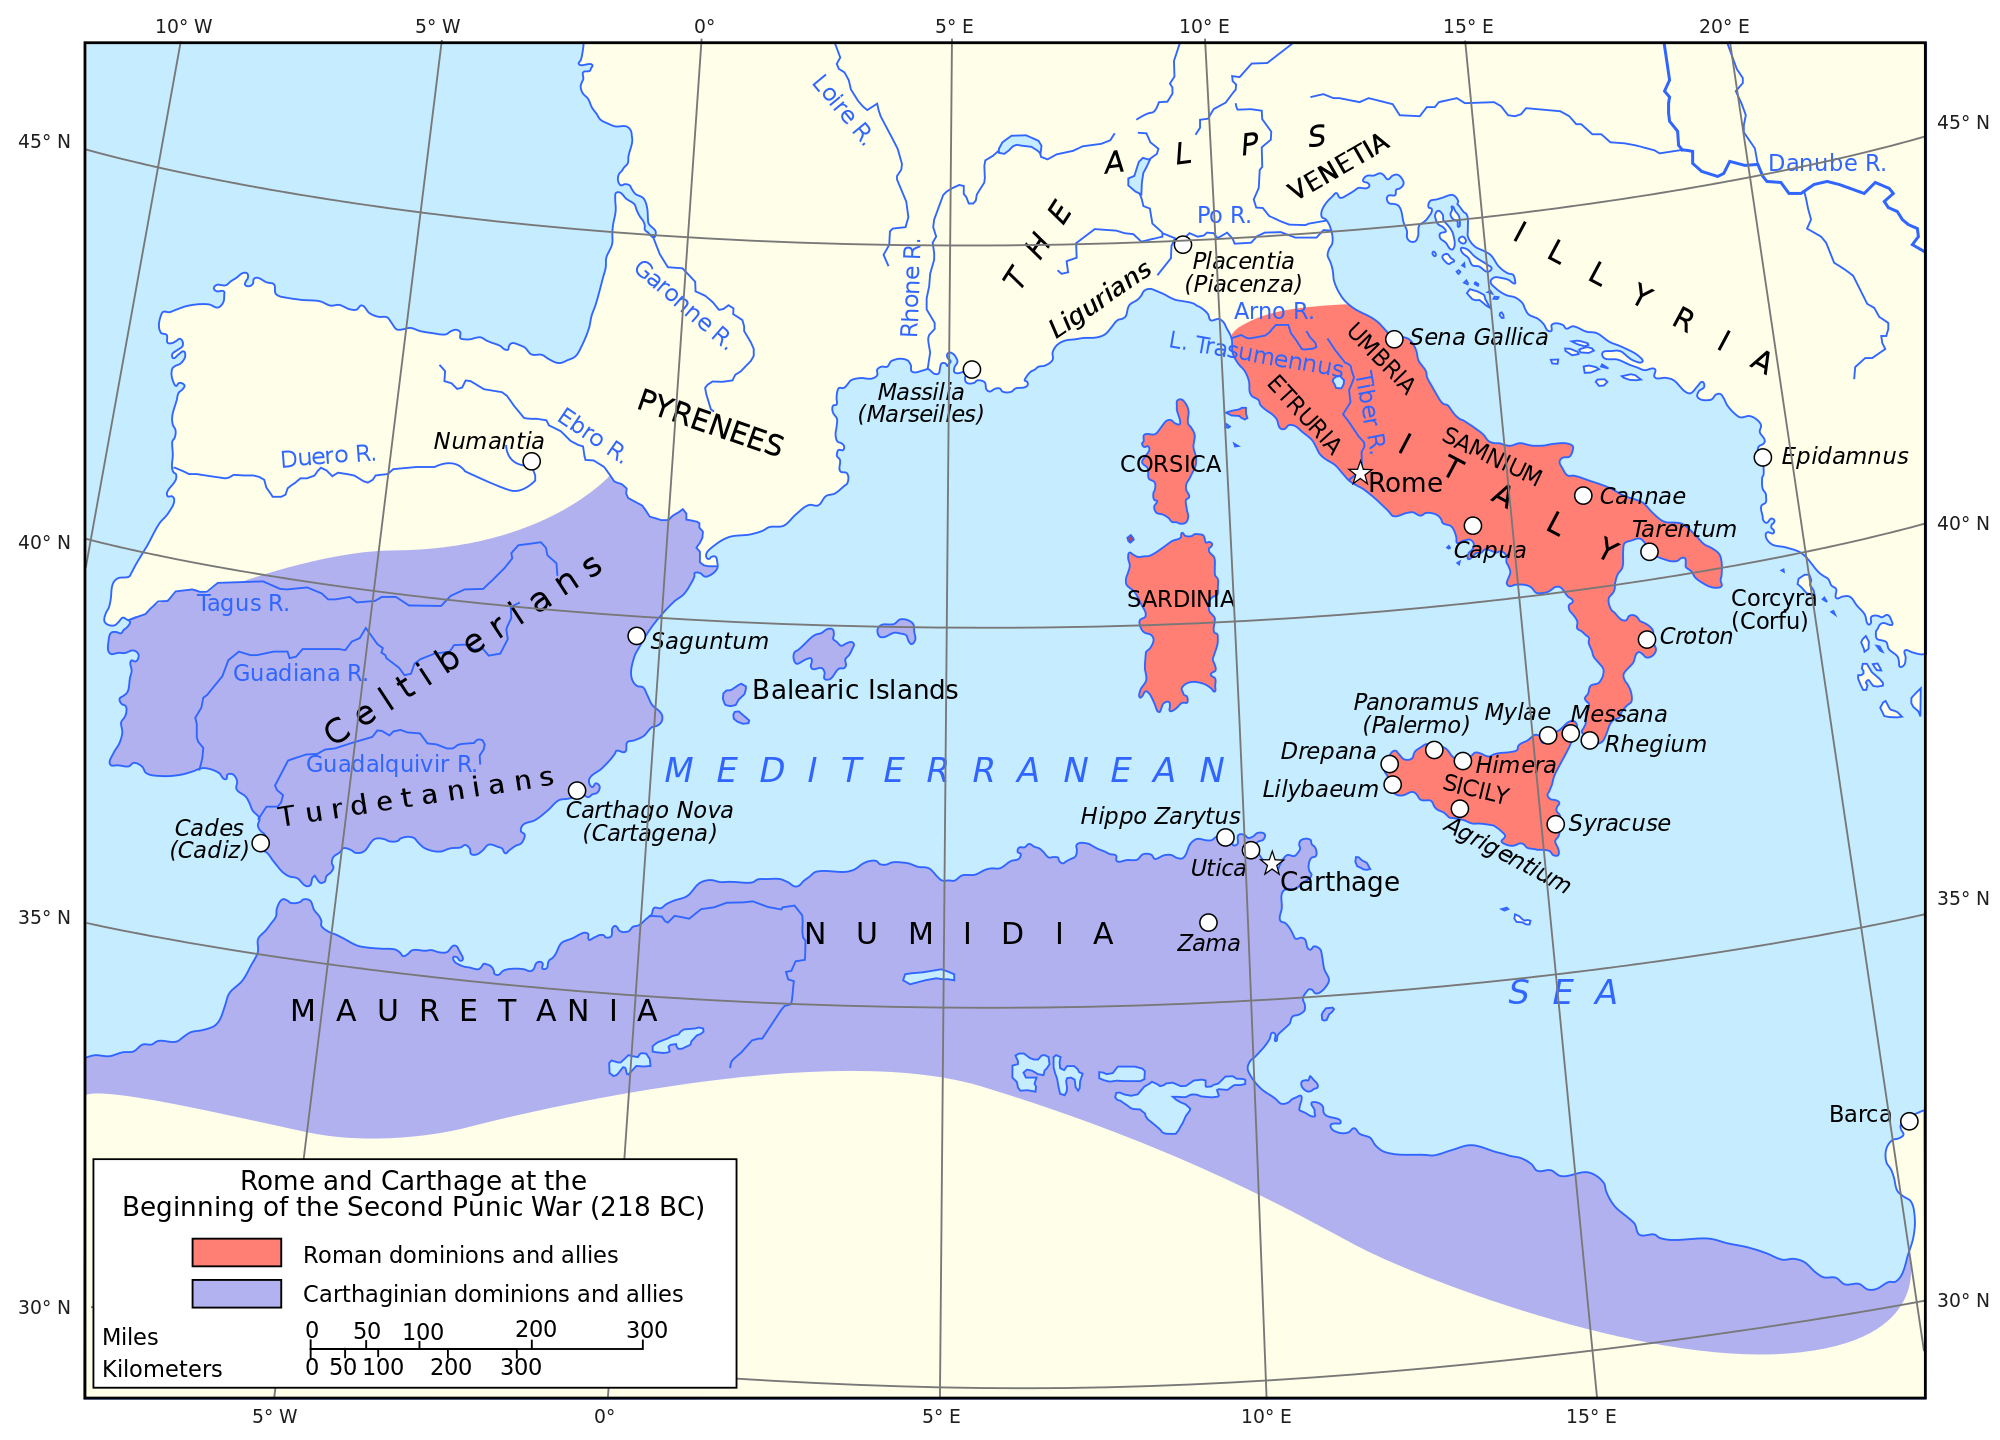 10° W
5° W
0°
5° E
10° E
15° E
20° E
45° N
45° N
Loire R.
THE ALPS
VENETIA
Danube R.
Po R.
Placentia
(Piacenza)
ILLYRIA
Ligurians
Garonne R.
Rhone R.
Arno R.
L. Trasumennus
UMBRIA
Sena Gallica
Tiber R.
ETRURIA
Massilia
(Marseilles)
PYRENEES
Ebro R.
Numantia
Duero R.
CORSICA
ITALY
SAMNIUM
Rome
Epidamnus
Cannae
Tarentum
Capua
40° N
40° N
Celtiberians
Tagus R.
SARDINIA
Corcyra
(Corfu)
Saguntum
Croton
Guadiana R.
Balearic Islands
Panoramus
(Palermo)
Mylae
Messana
Rhegium
Drepana
Himera
MEDITERRANEAN
Guadalquivir R.
Turdetanians
Lilybaeum
SICILY
Carthago Nova
(Cartagena)
Hippo Zarytus
Syracuse
Agrigentium
Cades
(Cadiz)
Utica
Carthage
35° N
35° N
NUMIDIA
Zama
SEA
MAURETANIA
Barca
Rome and Carthage at the
Beginning of the Second Punic War (218 BC)
Roman dominions and allies
Carthaginian dominions and allies
30° N
30° N
Miles
0 50 100 200 300
Kilometers
0 50 100 200 300
5° W
0°
5° E
10° E
15° E